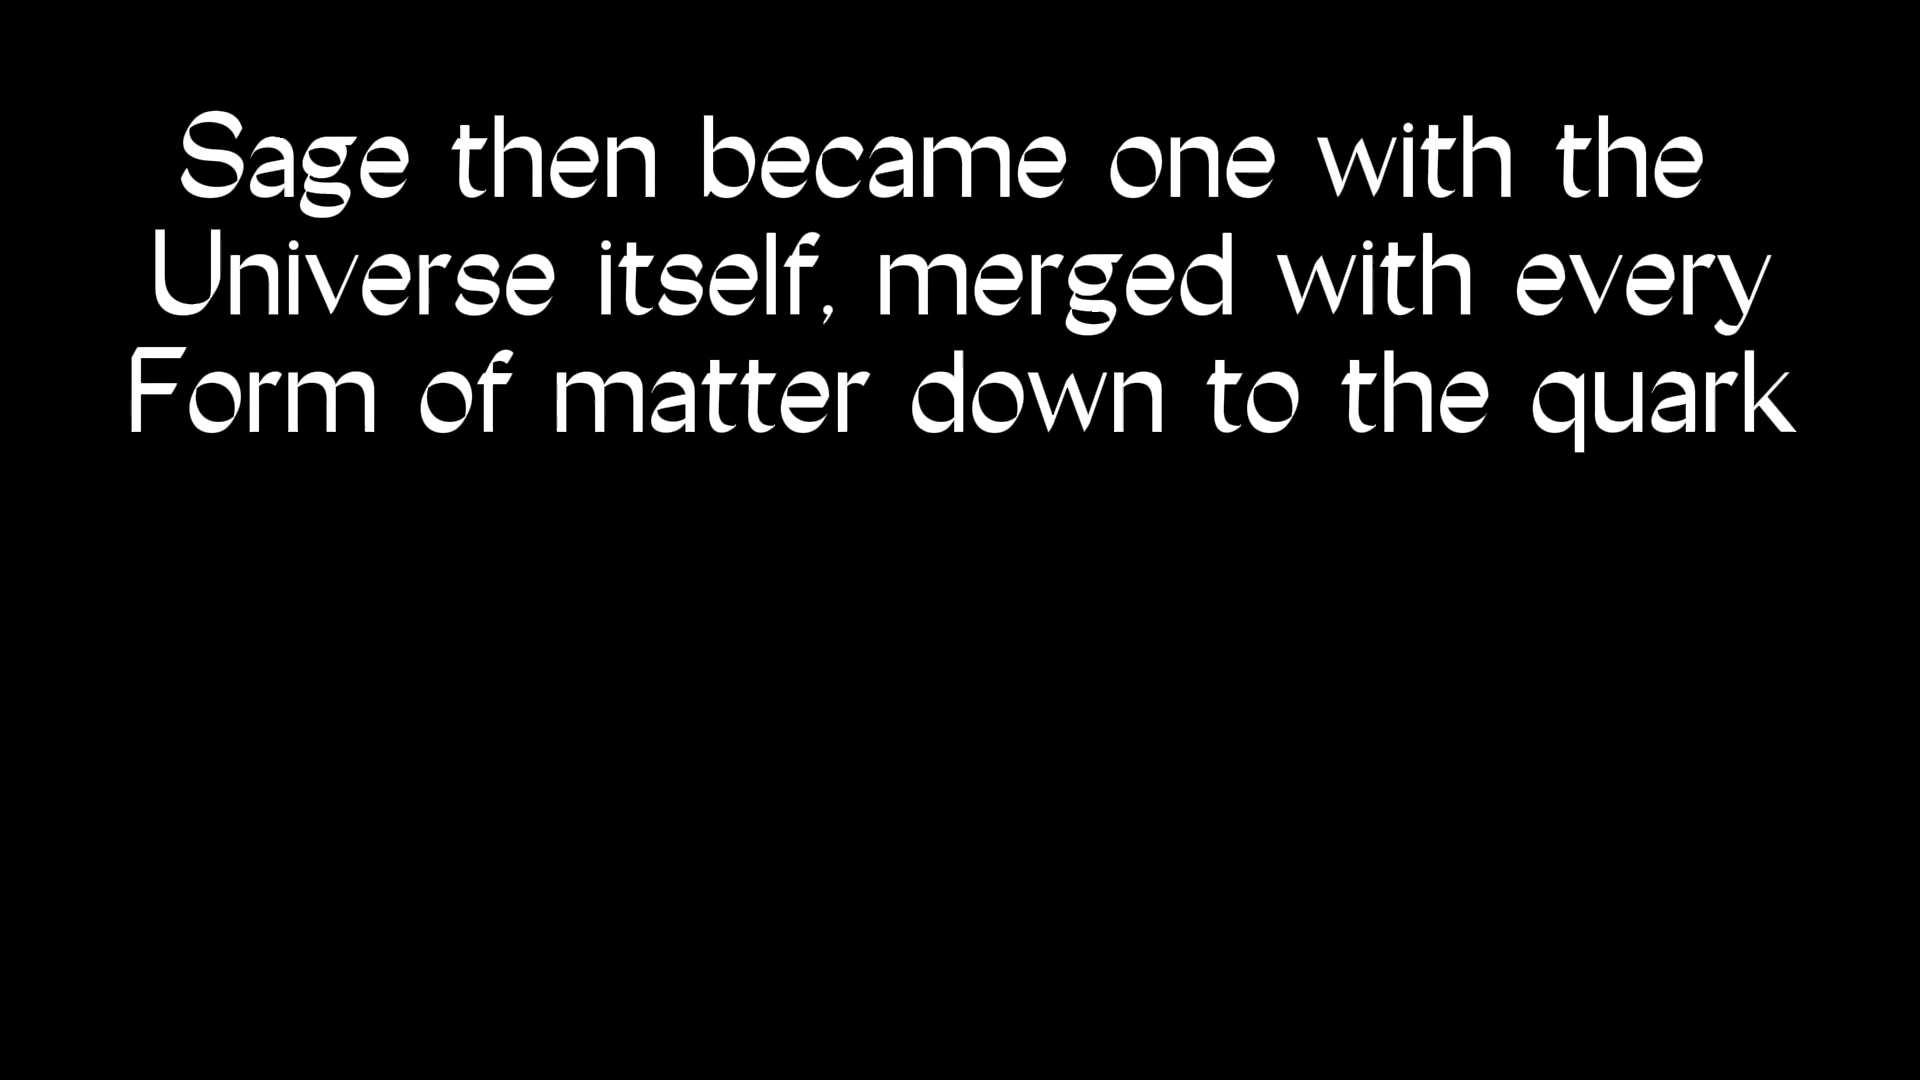 Sage then became one with the
Universe itself, merged with every
Form of matter down to the quark